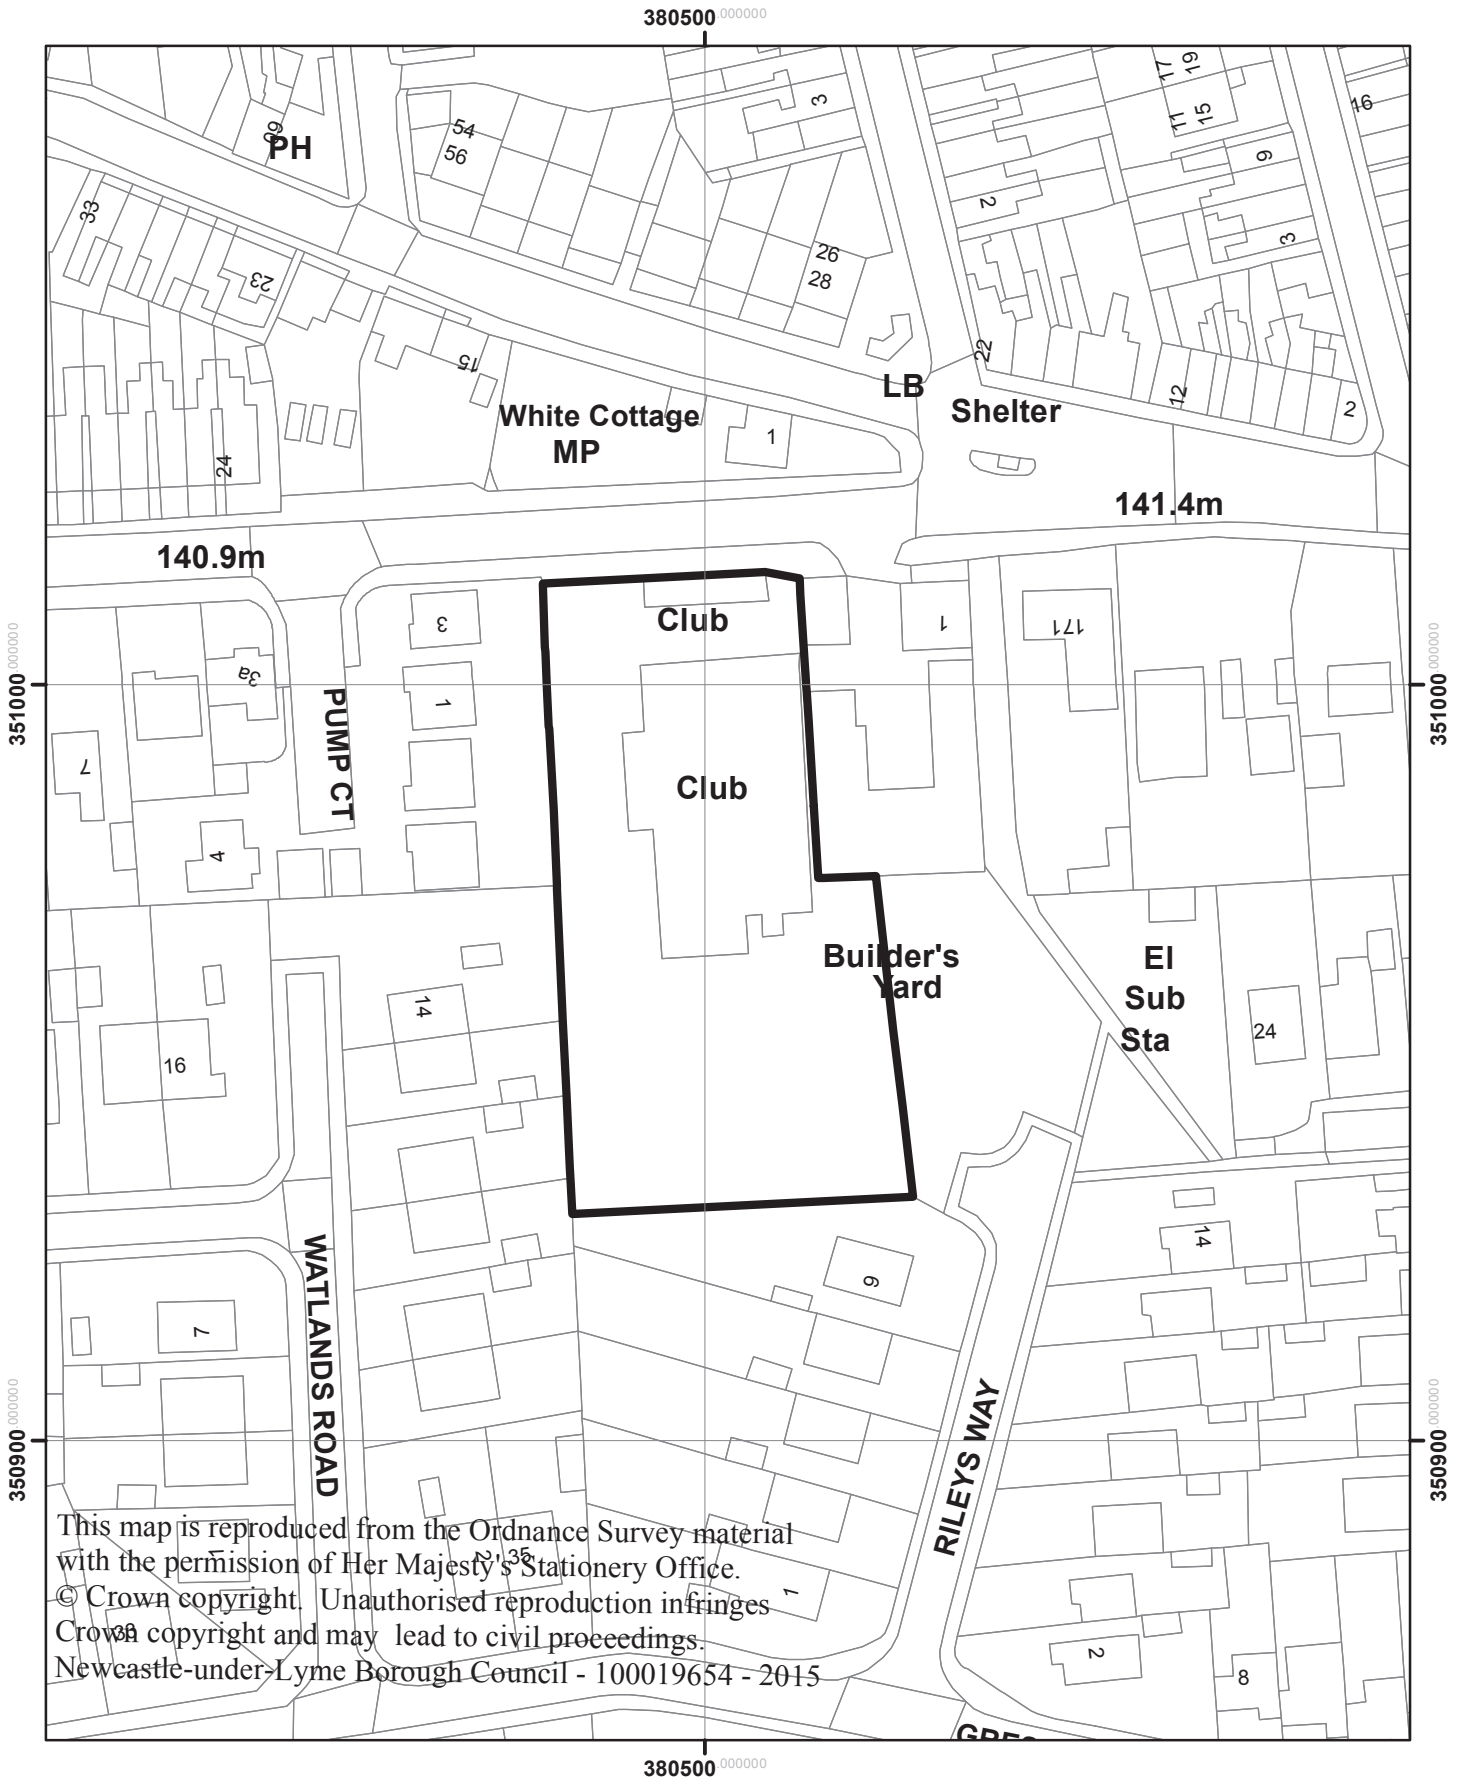 380500.000000
17
19
3
11
15
16
60
PH
54
56
6
2
33
3
26
28
23
22
15
12
2
LB
White Cottage
Shelter
MP
1
24
141.4m
140.9m
Club
3
1
171
351000.000000
351000.000000
3a
PUMP CT
1
7
Club
4
Builder's
Yard
El
Sub
Sta
14
24
16
14
WATLANDS ROAD
6
7
RILEYS WAY
350900.000000
350900.000000
This map is reproduced from the Ordnance Survey material
with the permission of Her Majesty's Stationery Office.
© Crown copyright. Unauthorised reproduction infringes
Crown copyright and may lead to civil proceedings.
Newcastle-under-Lyme Borough Council - 100019654 - 2015
1
2
35
1
2
8
380500.000000